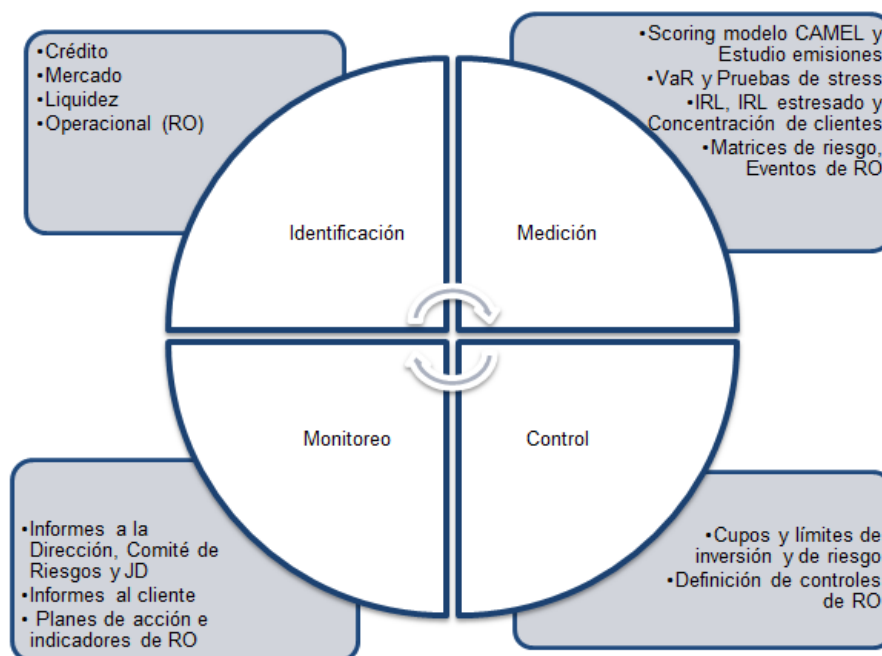 •Crédito
•Mercado
•Liquidez
•Operacional (RO)
•Scoring modelo CAMEL y
Estudio emisiones
•VaR y Pruebas de stress
•IRL, IRL estresado y
Concentración de clientes
•Matrices de riesgo,
Eventos de RO
Identificación
Medición
Monitoreo
Control
•Informes a la
Dirección, Comité de
Riesgos y JD
•Informes al cliente
• Planes de acción e
indicadores de RO
•Cupos y límites de
inversión y de riesgo
•Definición de controles
de RO